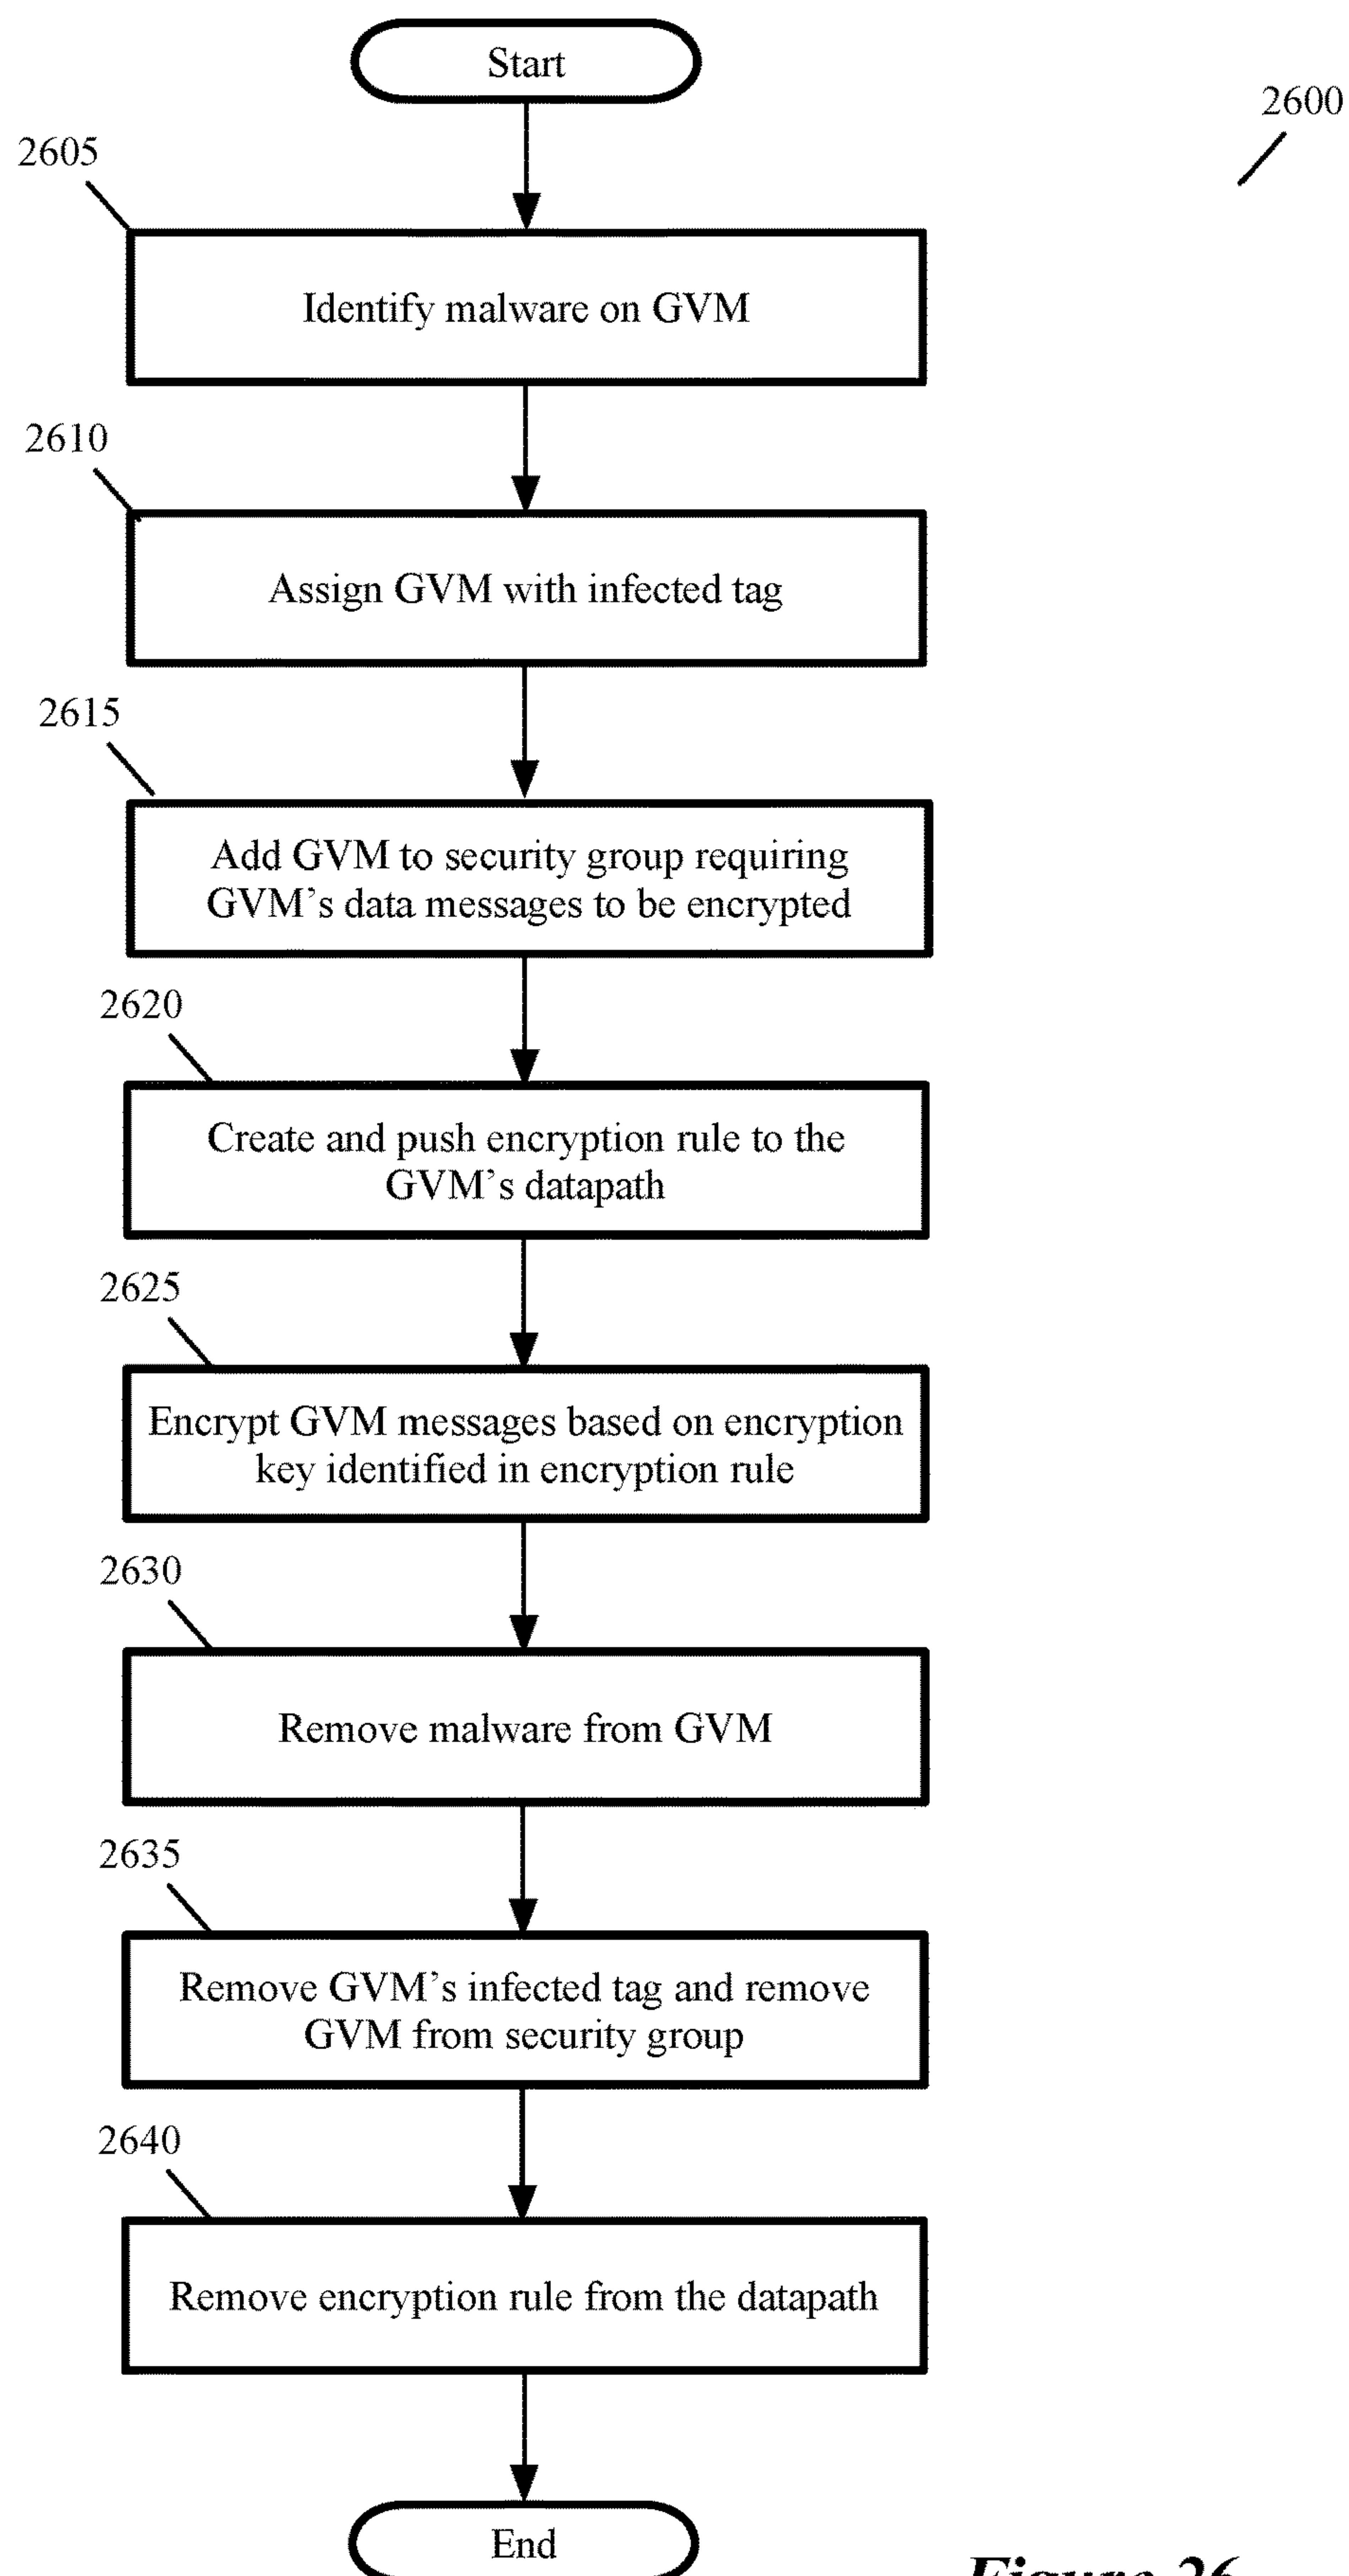 Start
2600
2605
Identify malware on GVM
2610
Assign GVM with infected tag
2615
Add GVM to security group requiring
GVM’s data messages to be encrypted
2620
Create and push encryption rule to the
GVM’s datapath
2625
Encrypt GVM messages based on encryption
key identified in encryption rule
2630
Remove malware from GVM
2635
Remove GVM’s infected tag and remove
GVM from security group
2640
Remove encryption rule from the datapath
End
Figure 26